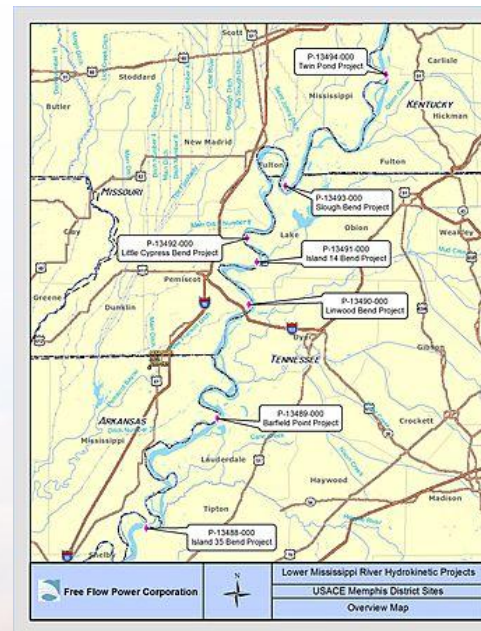 Scott
Stoddard
Butler
P-13494-000
Twin Pond Project
Carlisle
Mississippi
KENTUCKY
Hickman
New Madrid
Fulton
Fulton
MISSOURI
P-13493-000
Slough Bend Project
Lake
Obion
Weakley
Clay
P-13492-000
Little Cypress Bend Project
P-13491-000
Island 14 Bend Project
Pemiscot
Greene
Dunklin
P-13490-000
Linwood Bend Project
Dyer
TENNESSEE
Gibson
P-13489-000
Barfield Point Project
ARKANSAS
Mississippi
Crockett
Lauderdale
Haywood
Madison
Tipton
P-13488-000
Island 35 Bend Project
Shelby
Free Flow Power Corporation
N
Lower Mississippi River Hydrokinetic Projects
USACE Memphis District Sites
Overview Map